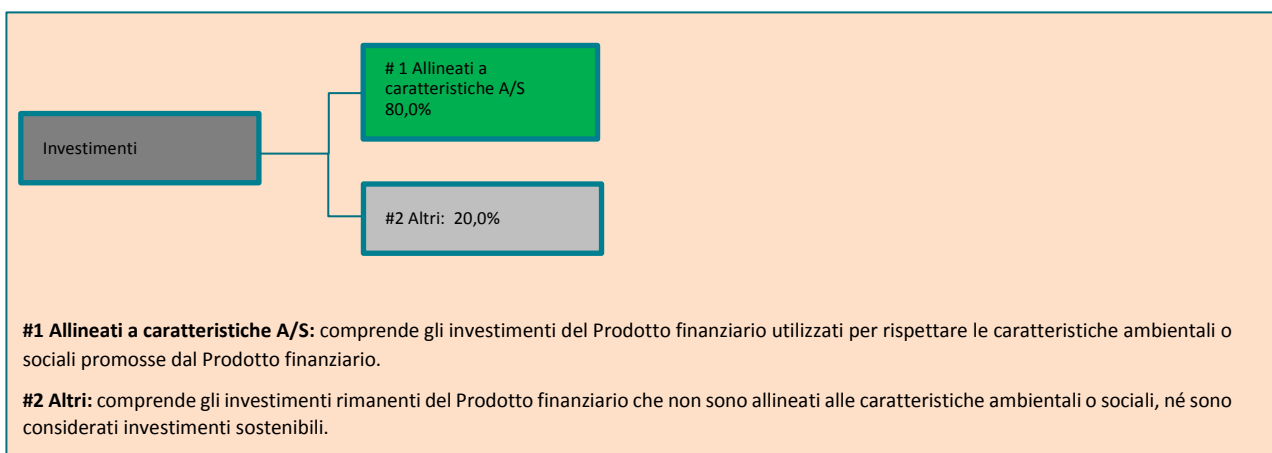 # 1 Allineati a
caratteristiche A/S
80,0%
Investimenti
#2 Altri: 20,0%
#1 Allineati a caratteristiche A/S: comprende gli investimenti del Prodotto finanziario utilizzati per rispettare le caratteristiche ambientali o
sociali promosse dal Prodotto finanziario.
#2 Altri: comprende gli investimenti rimanenti del Prodotto finanziario che non sono allineati alle caratteristiche ambientali o sociali, né sono
considerati investimenti sostenibili.